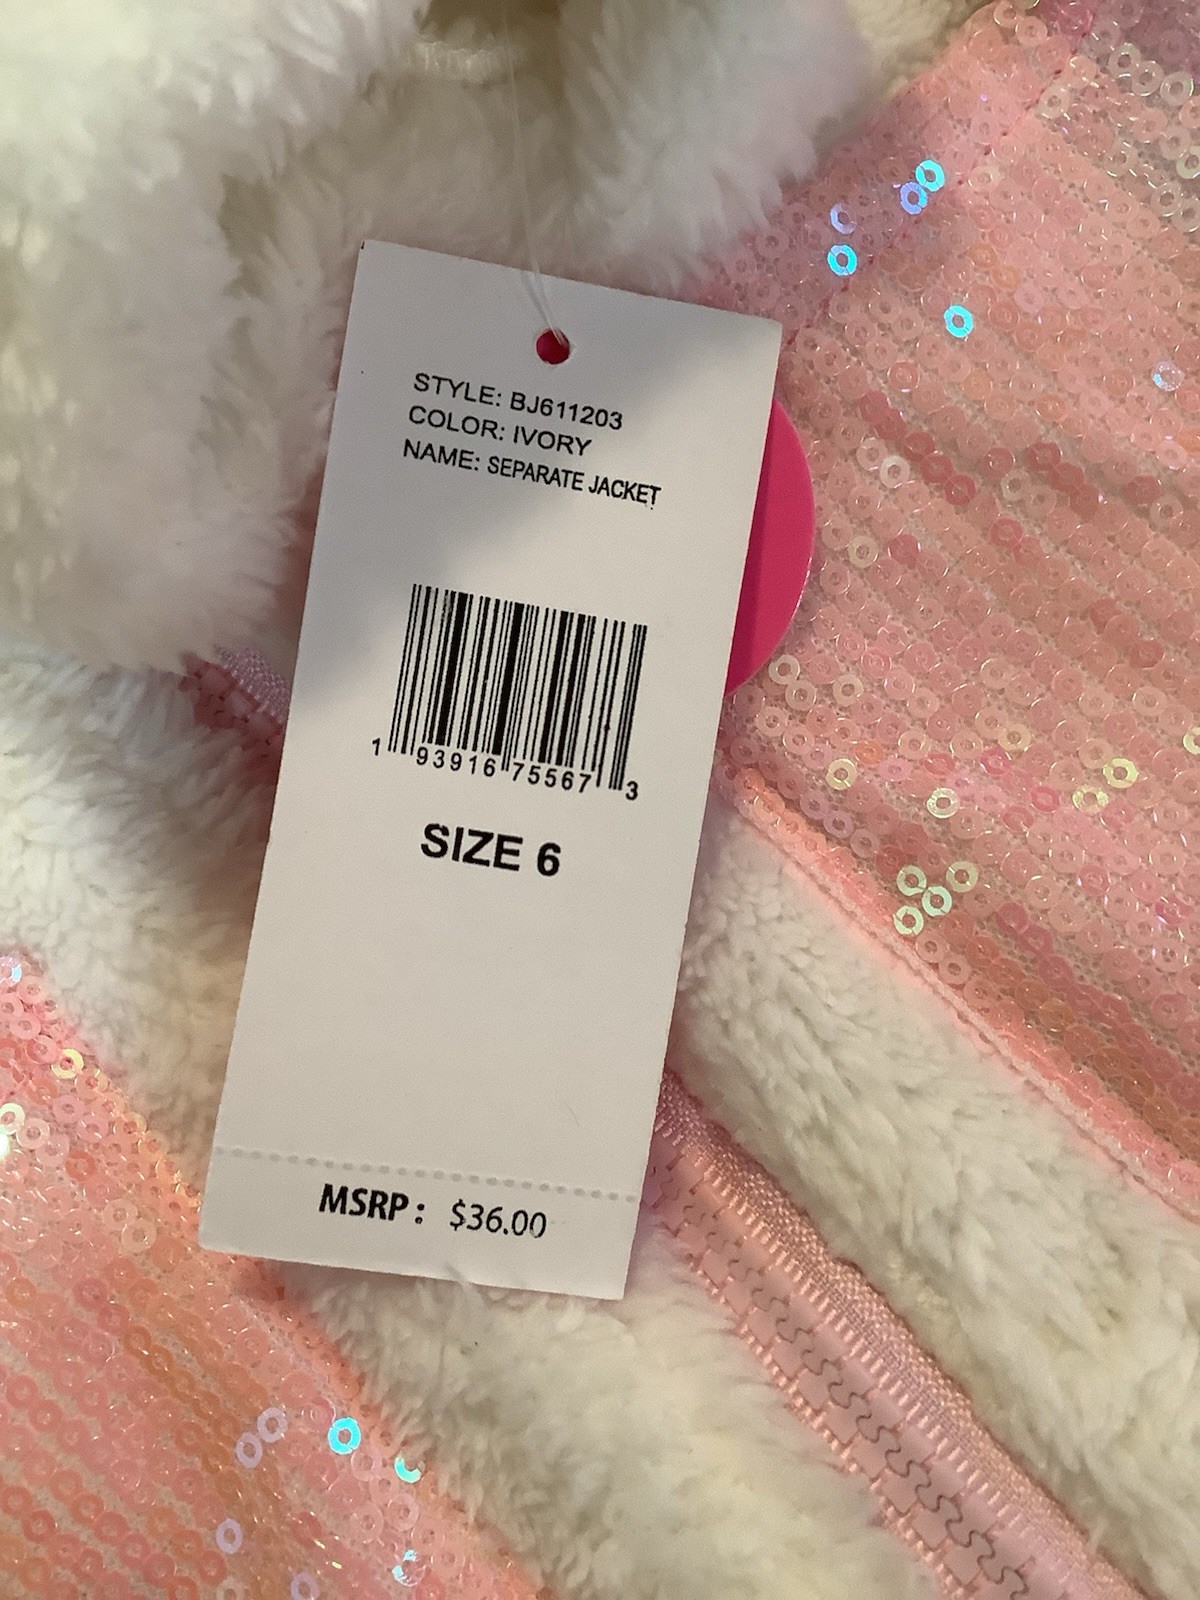 STYLE: BJ611203
COLOR: IVORY
NAME: SEPARATE JACKET
1 93916 75567 3
SIZE 6
MSRP: $36.00